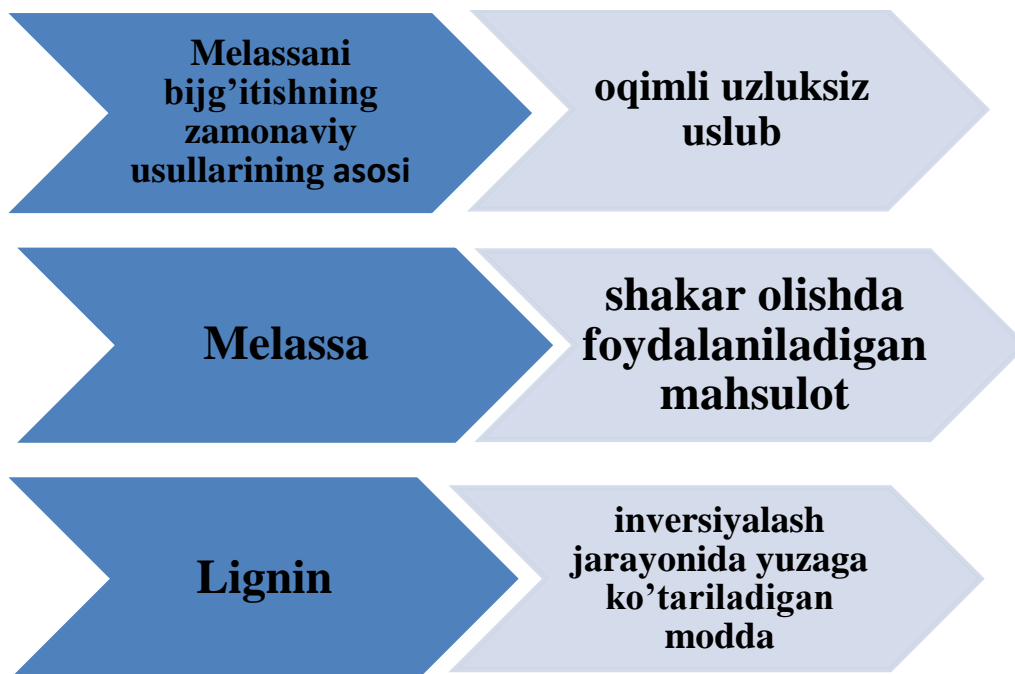 Melassani
bijg’itishning
zamonaviy
usullarining asosi
oqimli uzluksiz
uslub
Melassa
shakar olishda
foydalaniladigan
mahsulot
Lignin
inversiyalash
jarayonida yuzaga
ko’tariladigan
modda